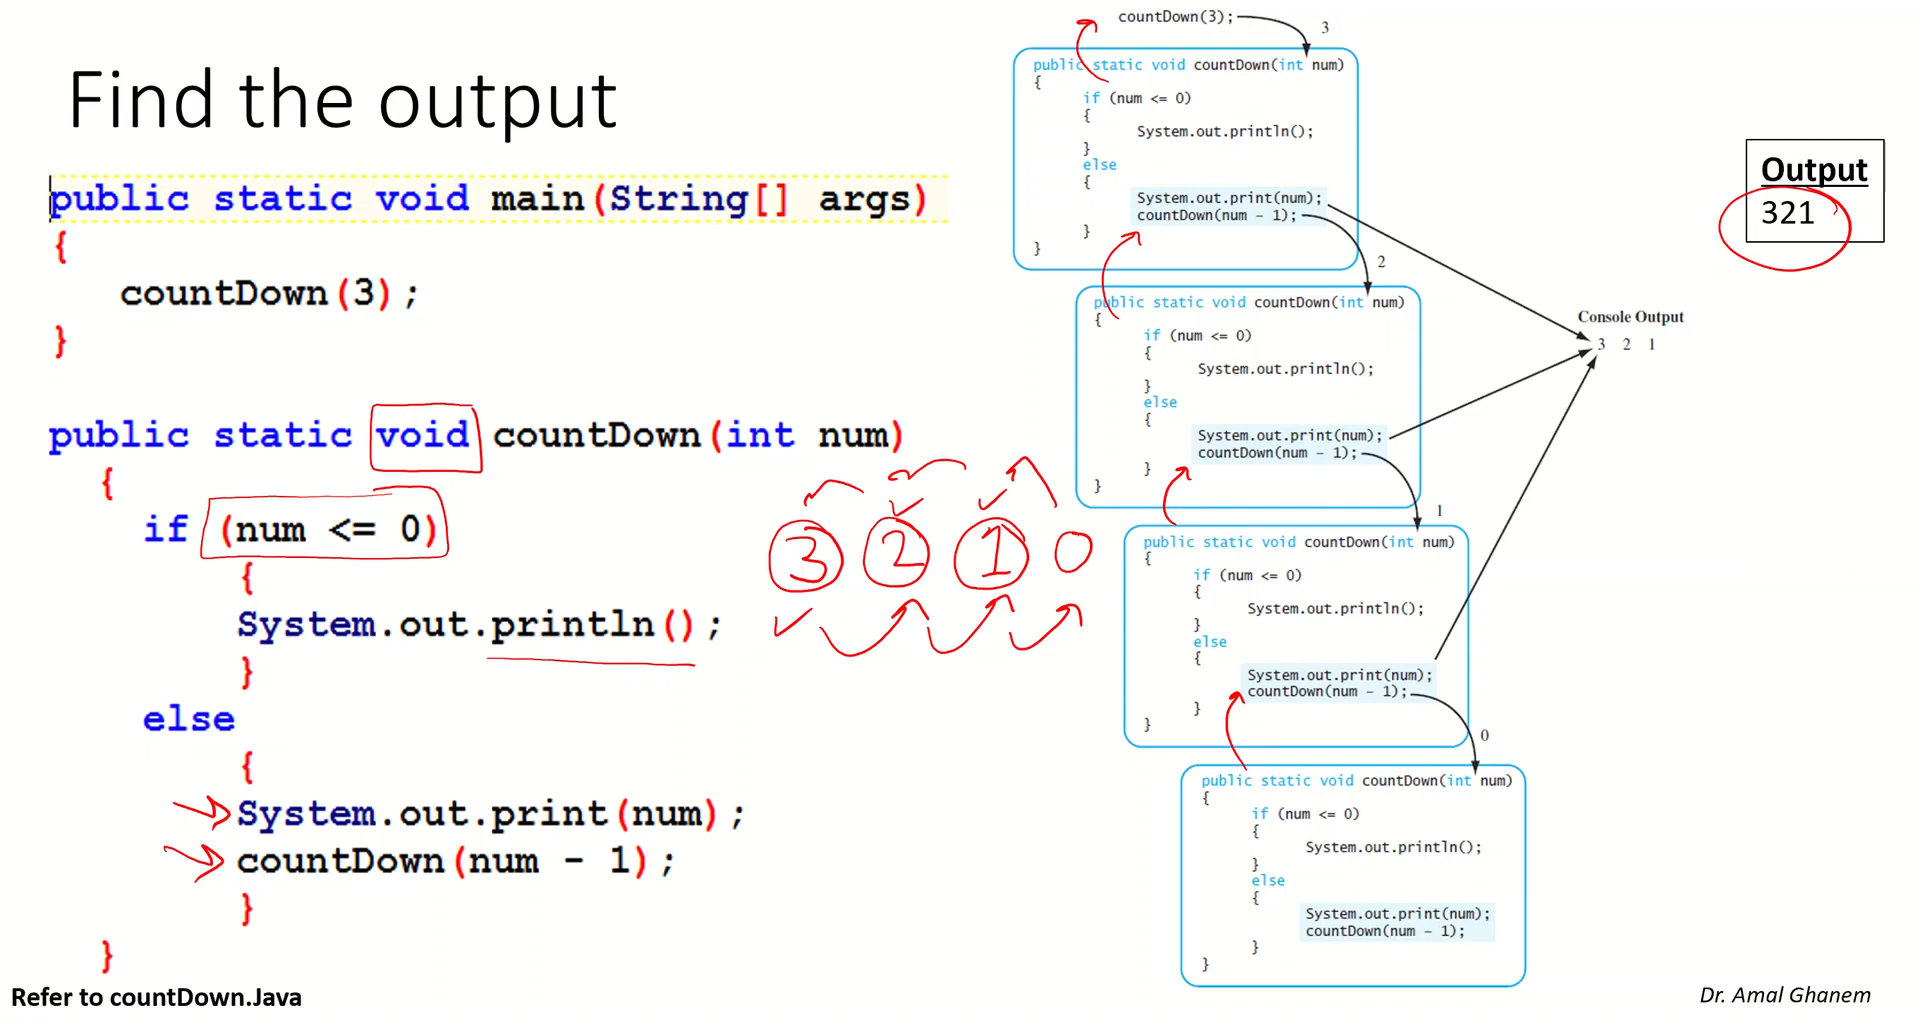 Find the output
public static void main(String[] args)
{
countDown(3);
}
public static void countDown(int num)
{
if (num <= 0)
{
System.out.println();
}
else
{
System.out.print(num);
countDown(num - 1);
}
}
Refer to countDown.Java
3 2 1 0
countDown(3);
3
public static void countDown(int num)
{
if (num <= 0)
{
System.out.println();
}
else
{
System.out.print(num);
countDown(num - 1);
}
}
2
public static void countDown(int num)
{
if (num <= 0)
{
System.out.println();
}
else
{
System.out.print(num);
countDown(num - 1);
}
}
1
public static void countDown(int num)
{
if (num <= 0)
{
System.out.println();
}
else
{
System.out.print(num);
countDown(num - 1);
}
}
0
public static void countDown(int num)
{
if (num <= 0)
{
System.out.println();
}
else
{
System.out.print(num);
countDown(num - 1);
}
}
Console Output
3 2 1
Output
321
Dr. Amal Ghanem